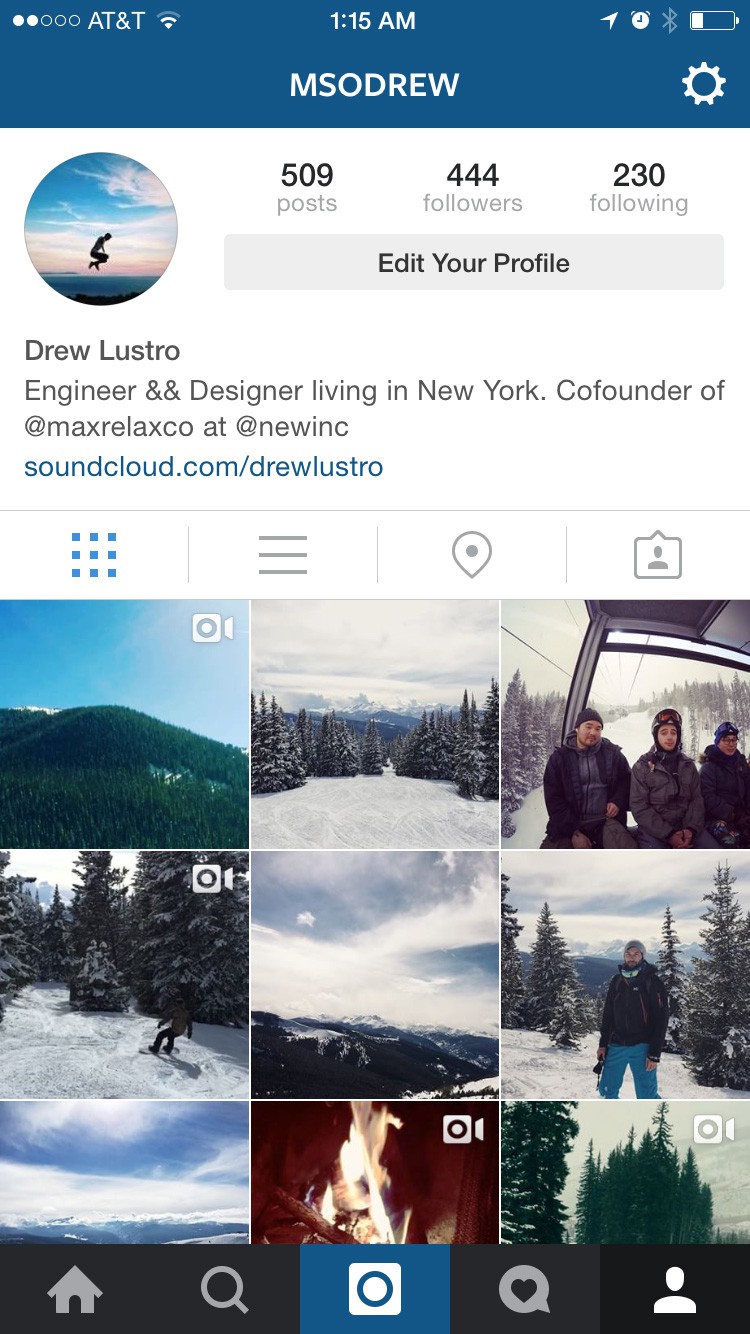 AT&T 1:15 AM
MSODREW
509 444 230
posts followers following
Edit Your Profile
Drew Lustro
Engineer && Designer living in New York. Cofounder of
@maxrelaxco at @newinc
soundcloud.com/drewlustro